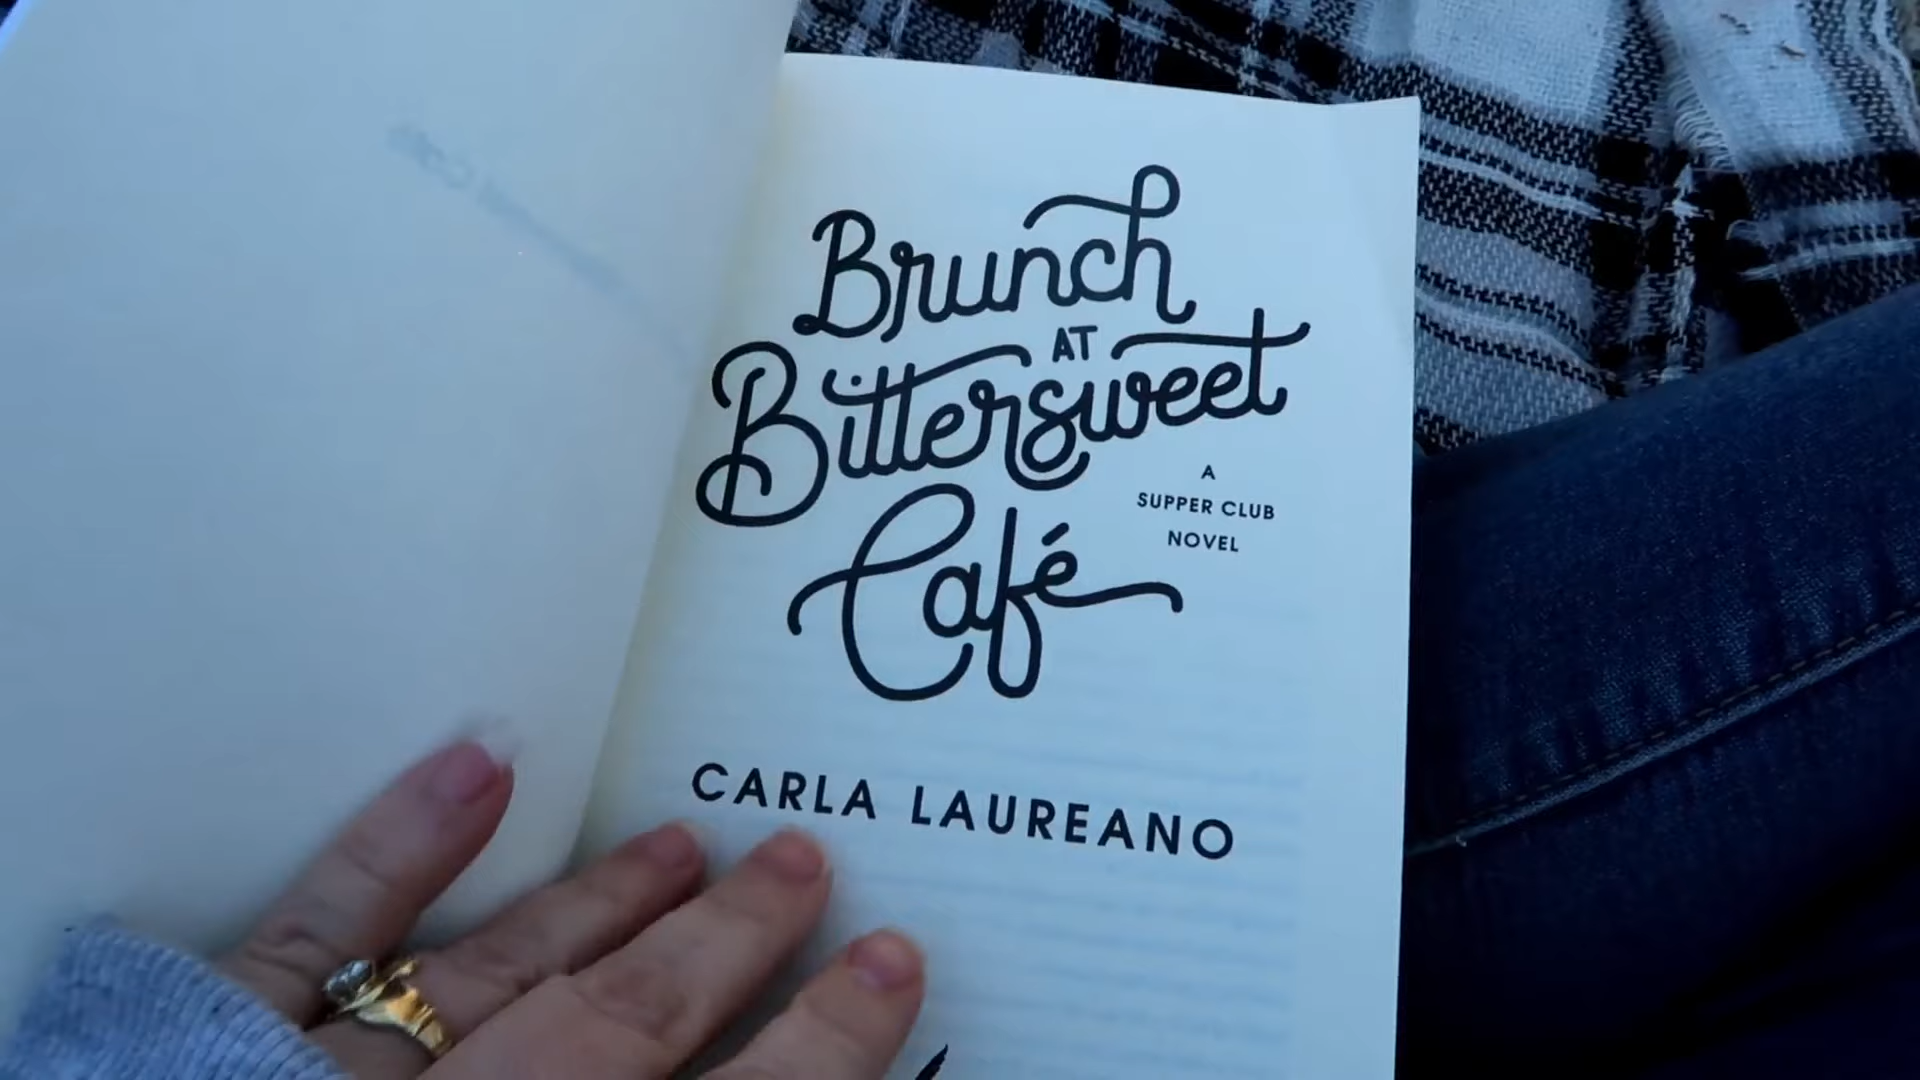 Brunch
AT
Bittersweet
Café
A
SUPPER CLUB
NOVEL
CARLA LAUREANO